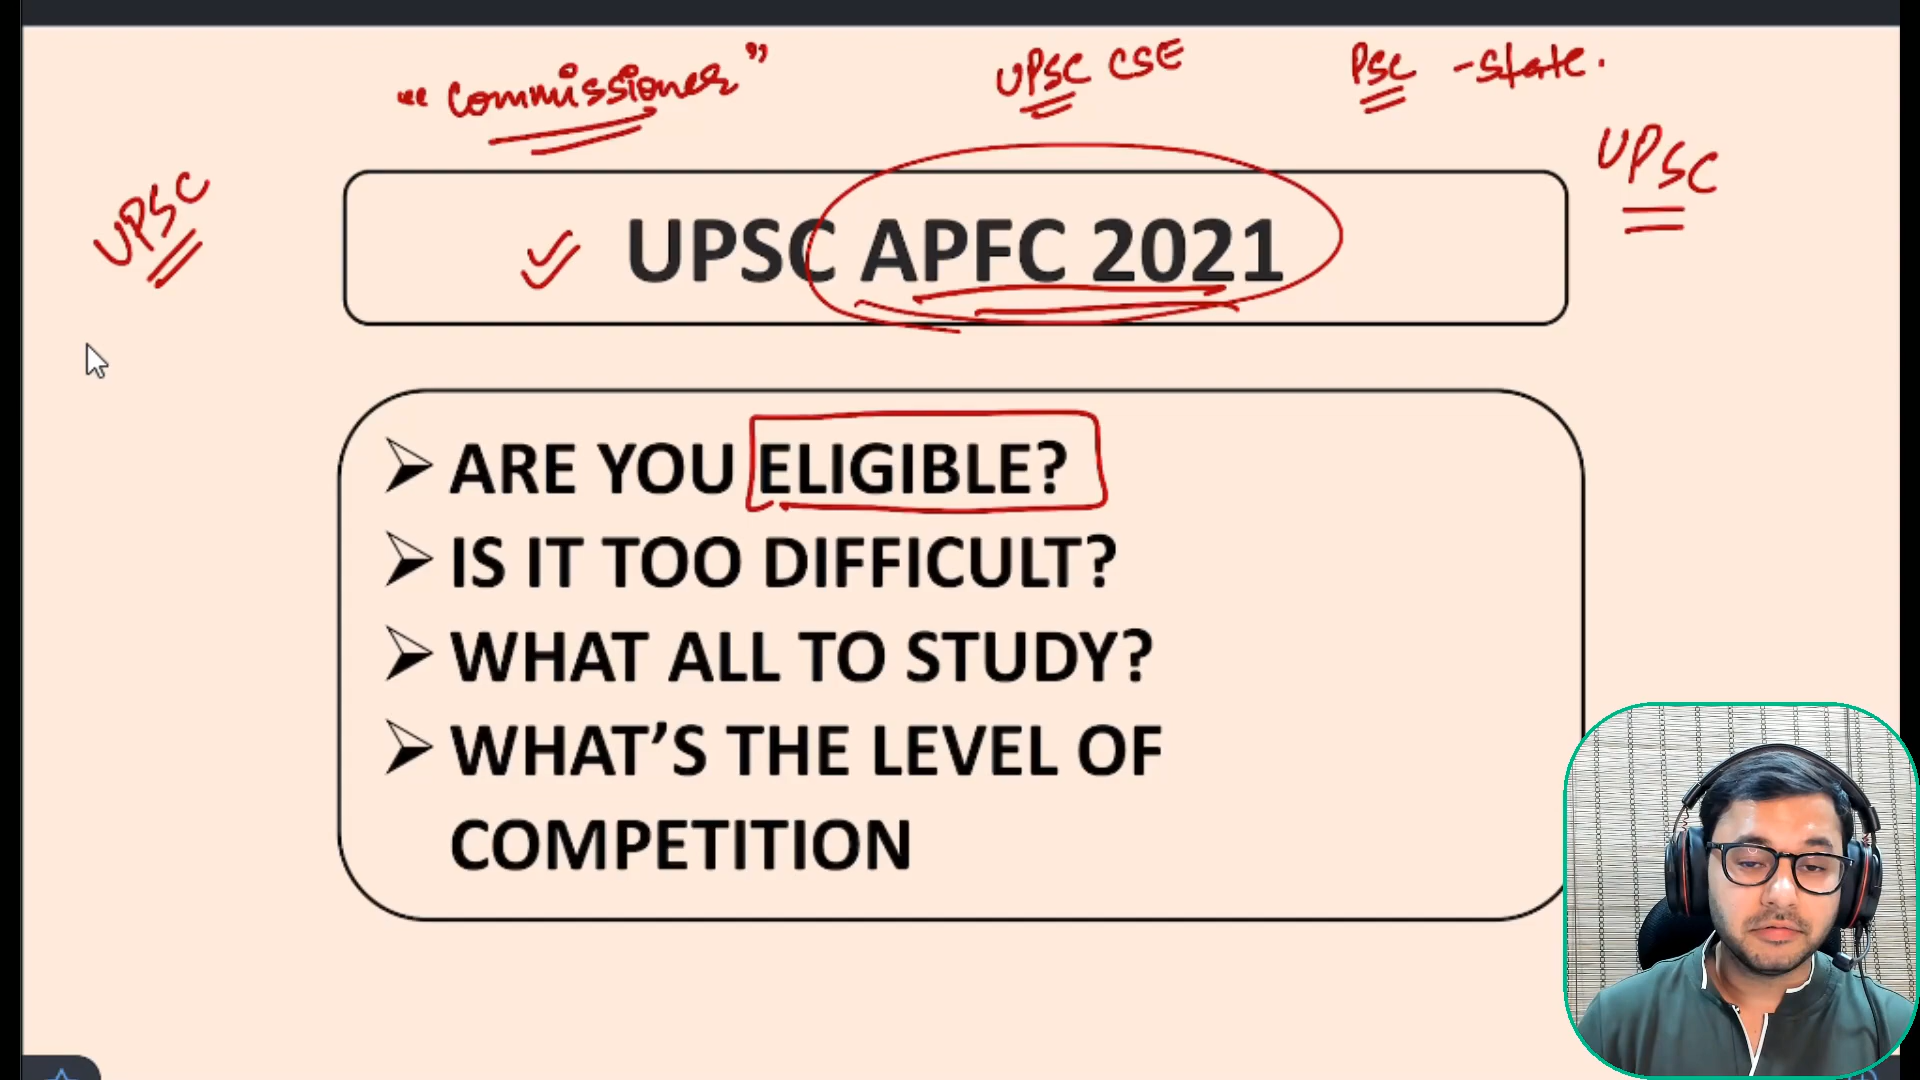 "Commissioner"
UPSC CSE
PSC - State.
UPSC
UPSC
UPSC APFC 2021
➢ ARE YOU ELIGIBLE?
➢ IS IT TOO DIFFICULT?
➢ WHAT ALL TO STUDY?
➢ WHAT'S THE LEVEL OF
COMPETITION